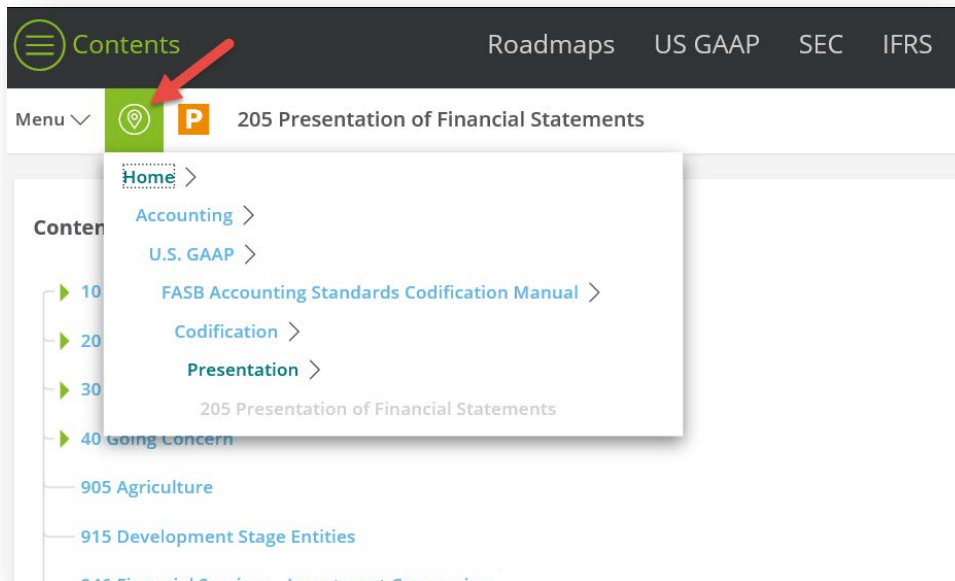 Contents Roadmaps US GAAP SEC IFRS
Menu P 205 Presentation of Financial Statements
Home
Accounting
Conten
U.S. GAAP
10 FASB Accounting Standards Codification Manual
20 Codification
Presentation
30
205 Presentation of Financial Statements
40 Going Concern
905 Agriculture
915 Development Stage Entities